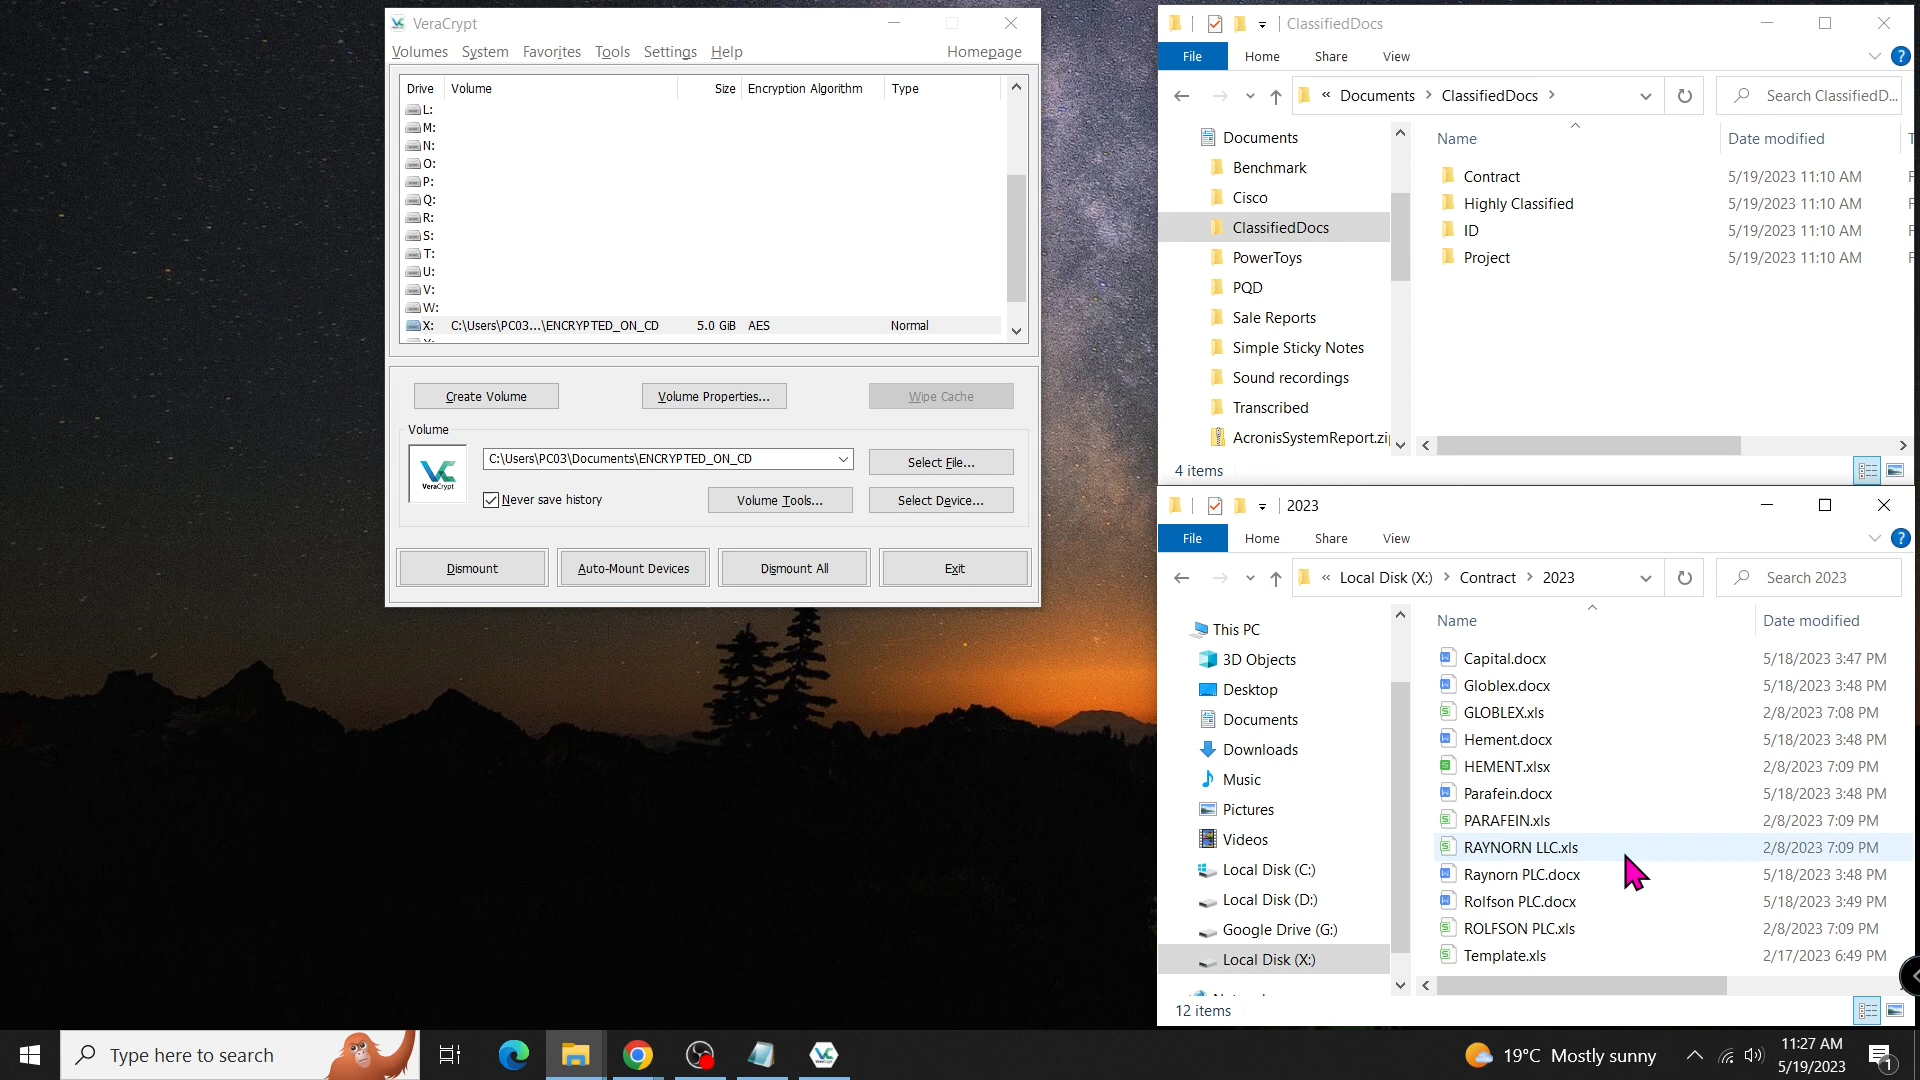 VeraCrypt
Volumes System Favorites Tools Settings Help Homepage
Drive Volume Size Encryption Algorithm Type
L:
M:
N:
O:
P:
Q:
R:
S:
T:
U:
V:
W:
X: C:\Users\PC03...\ENCRYPTED_ON_CD 5.0 GiB AES Normal
Create Volume Volume Properties... Wipe Cache
Volume
VeraCrypt
C:\Users\PC03\Documents\ENCRYPTED_ON_CD Select File...
Never save history Volume Tools... Select Device...
Dismount Auto-Mount Devices Dismount All Exit
ClassifiedDocs
File Home Share View
« Documents > ClassifiedDocs > Search ClassifiedD...
Documents
Benchmark
Cisco
ClassifiedDocs
PowerToys
PQD
Sale Reports
Simple Sticky Notes
Sound recordings
Transcribed
AcronisSystemReport.zi
Name Date modified
Contract 5/19/2023 11:10 AM
Highly Classified 5/19/2023 11:10 AM
ID 5/19/2023 11:10 AM
Project 5/19/2023 11:10 AM
4 items
2023
File Home Share View
« Local Disk (X:) > Contract > 2023 Search 2023
This PC
3D Objects
Desktop
Documents
Downloads
Music
Pictures
Videos
Local Disk (C:)
Local Disk (D:)
Google Drive (G:)
Local Disk (X:)
Name Date modified
Capital.docx 5/18/2023 3:47 PM
Globlex.docx 5/18/2023 3:48 PM
GLOBLEX.xls 2/8/2023 7:08 PM
Hement.docx 5/18/2023 3:48 PM
HEMENT.xlsx 2/8/2023 7:09 PM
Parafein.docx 5/18/2023 3:48 PM
PARAFEIN.xls 2/8/2023 7:09 PM
RAYNORN LLC.xls 2/8/2023 7:09 PM
Raynorn PLC.docx 5/18/2023 3:48 PM
Rolfson PLC.docx 5/18/2023 3:49 PM
ROLFSON PLC.xls 2/8/2023 7:09 PM
Template.xls 2/17/2023 6:49 PM
12 items
Type here to search
19°C Mostly sunny
11:27 AM
5/19/2023
1